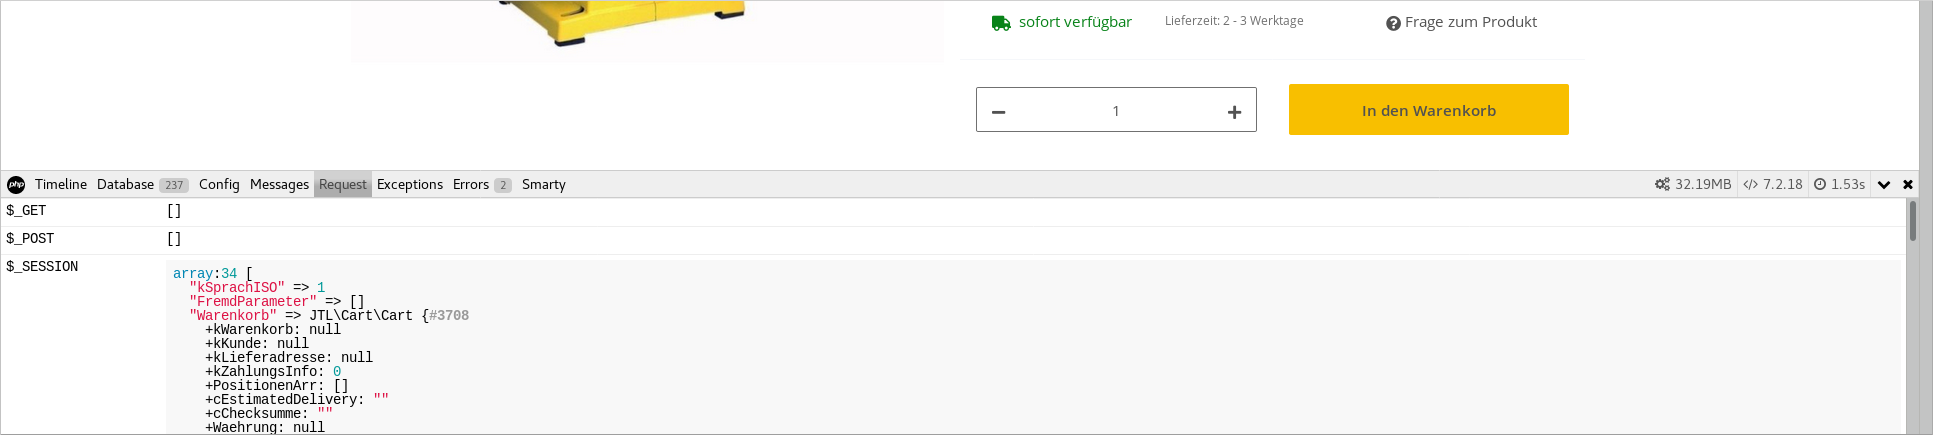 sofort verfügbar Lieferzeit: 2 - 3 Werktage Frage zum Produkt
1 In den Warenkorb
php Timeline Database 237 Config Messages Request Exceptions Errors 2 Smarty 32.19MB 7.2.18 1.53s
$_GET []
$_POST []
$_SESSION
array:34 [
"kSprachISO" => 1
"FremdParameter" => []
"Warenkorb" => JTL\Cart\Cart {#3708
+kWarenkorb: null
+kKunde: null
+kLieferadresse: null
+kZahlungsInfo: 0
+PositionenArr: []
+cEstimatedDelivery: ""
+cChecksumme: ""
+Waehrung: null